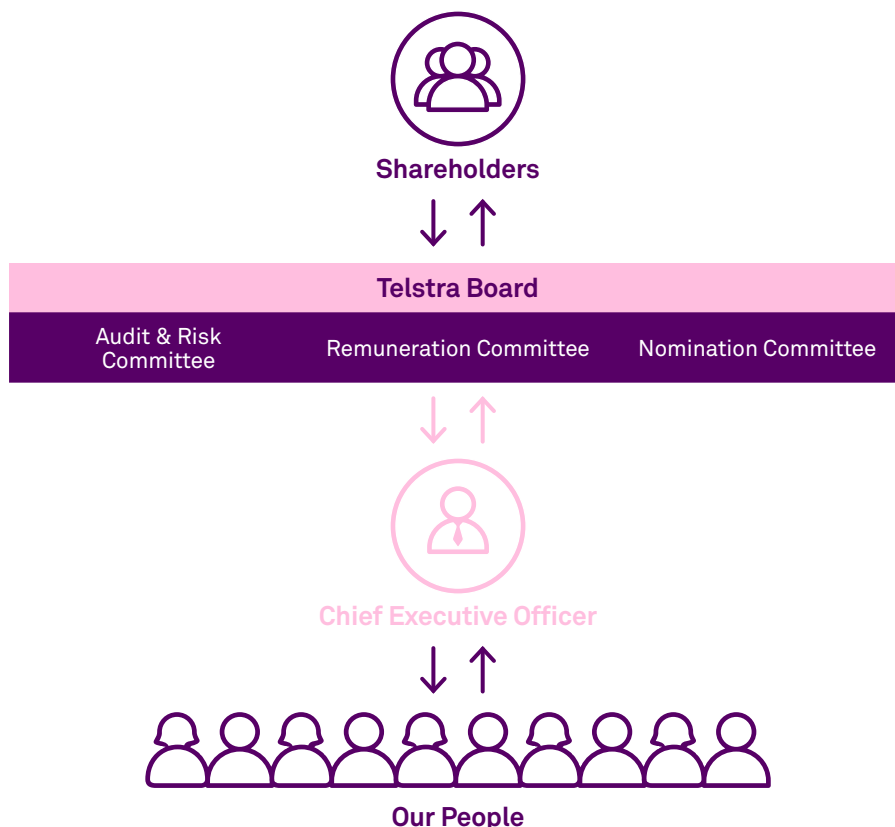 Shareholders
Telstra Board
Audit & Risk
Committee
Remuneration Committee
Nomination Committee
Chief Executive Officer
Our People